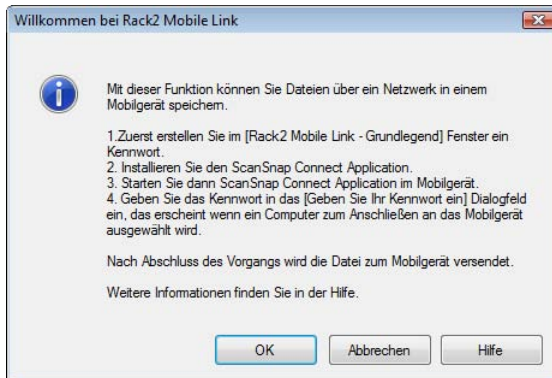 Willkommen bei Rack2 Mobile Link
Mit dieser Funktion können Sie Dateien über ein Netzwerk in einem
Mobilgerät speichern.
1.Zuerst erstellen Sie im [Rack2 Mobile Link - Grundlegend] Fenster ein
Kennwort.
2. Installieren Sie den ScanSnap Connect Application.
3. Starten Sie dann ScanSnap Connect Application im Mobilgerät.
4. Geben Sie das Kennwort in das [Geben Sie Ihr Kennwort ein] Dialogfeld
ein, das erscheint wenn ein Computer zum Anschließen an das Mobilgerät
ausgewählt wird.
Nach Abschluss des Vorgangs wird die Datei zum Mobilgerät versendet.
Weitere Informationen finden Sie in der Hilfe.
OK Abbrechen Hilfe